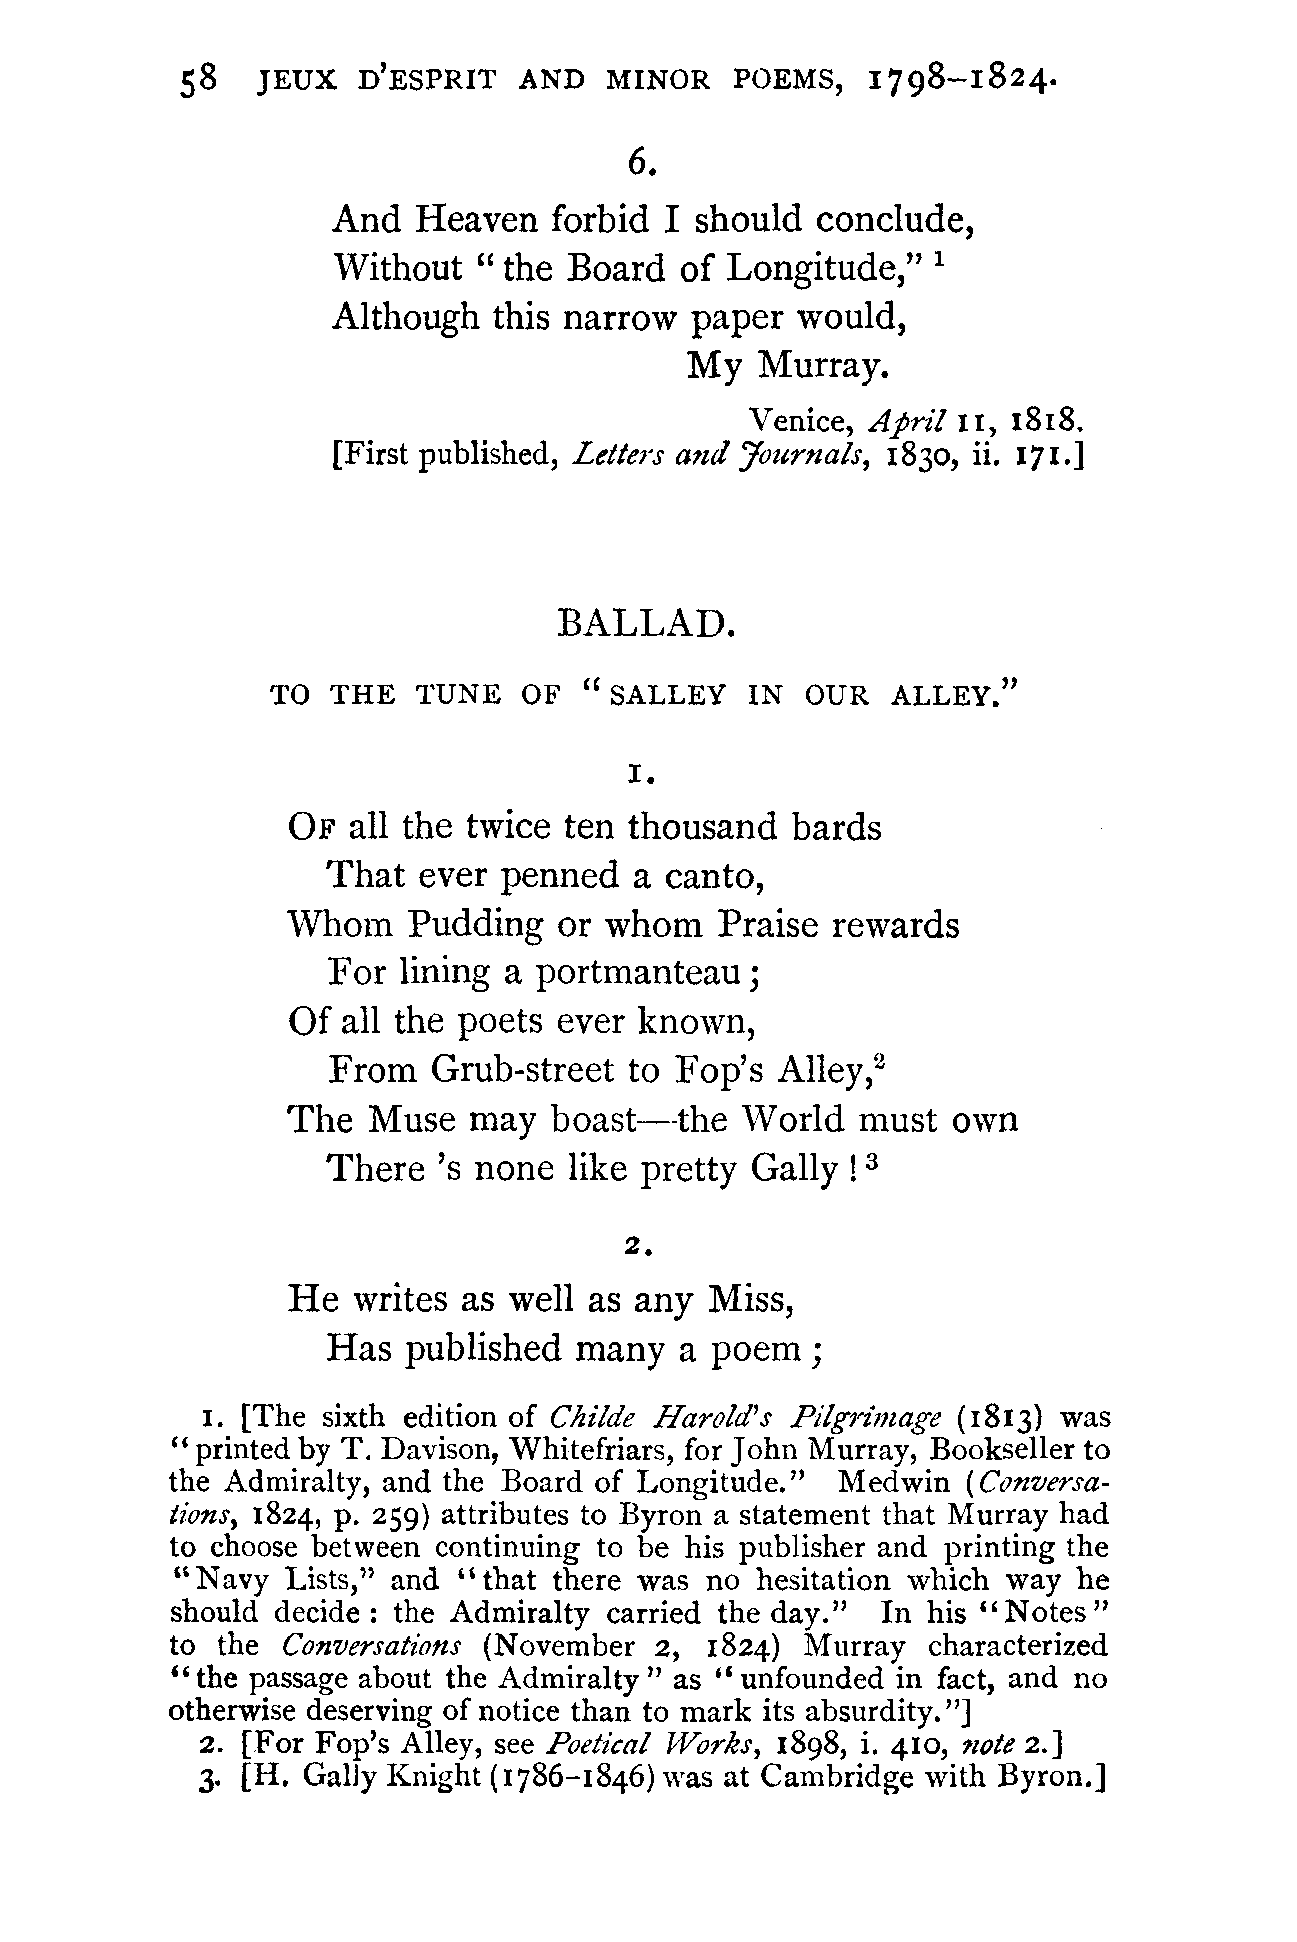 58 JEUX D'ESPRIT AND MINOR POEMS, 1798–1824.
6.
And Heaven forbid I should conclude,
Without "the Board of Longitude," 1
Although this narrow paper would,
My Murray.
Venice, April 11, 1818.
[First published, Letters and Journals, 1830, ii. 171.]
BALLAD.
TO THE TUNE OF "SALLEY IN OUR ALLEY."
1.
OF all the twice ten thousand bards
That ever penned a canto,
Whom Pudding or whom Praise rewards
For lining a portmanteau;
Of all the poets ever known,
From Grub-street to Fop's Alley,2
The Muse may boast—the World must own
There 's none like pretty Gally! 3
2.
He writes as well as any Miss,
Has published many a poem;
1. [The sixth edition of Childe Harold's Pilgrimage (1813) was
"printed by T. Davison, Whitefriars, for John Murray, Bookseller to
the Admiralty, and the Board of Longitude." Medwin (Conversa-
tions, 1824, p. 259) attributes to Byron a statement that Murray had
to choose between continuing to be his publisher and printing the
"Navy Lists," and "that there was no hesitation which way he
should decide: the Admiralty carried the day." In his "Notes"
to the Conversations (November 2, 1824) Murray characterized
"the passage about the Admiralty" as "unfounded in fact, and no
otherwise deserving of notice than to mark its absurdity."]
2. [For Fop's Alley, see Poetical Works, 1898, i. 410, note 2.]
3. [H. Gally Knight (1786–1846) was at Cambridge with Byron.]